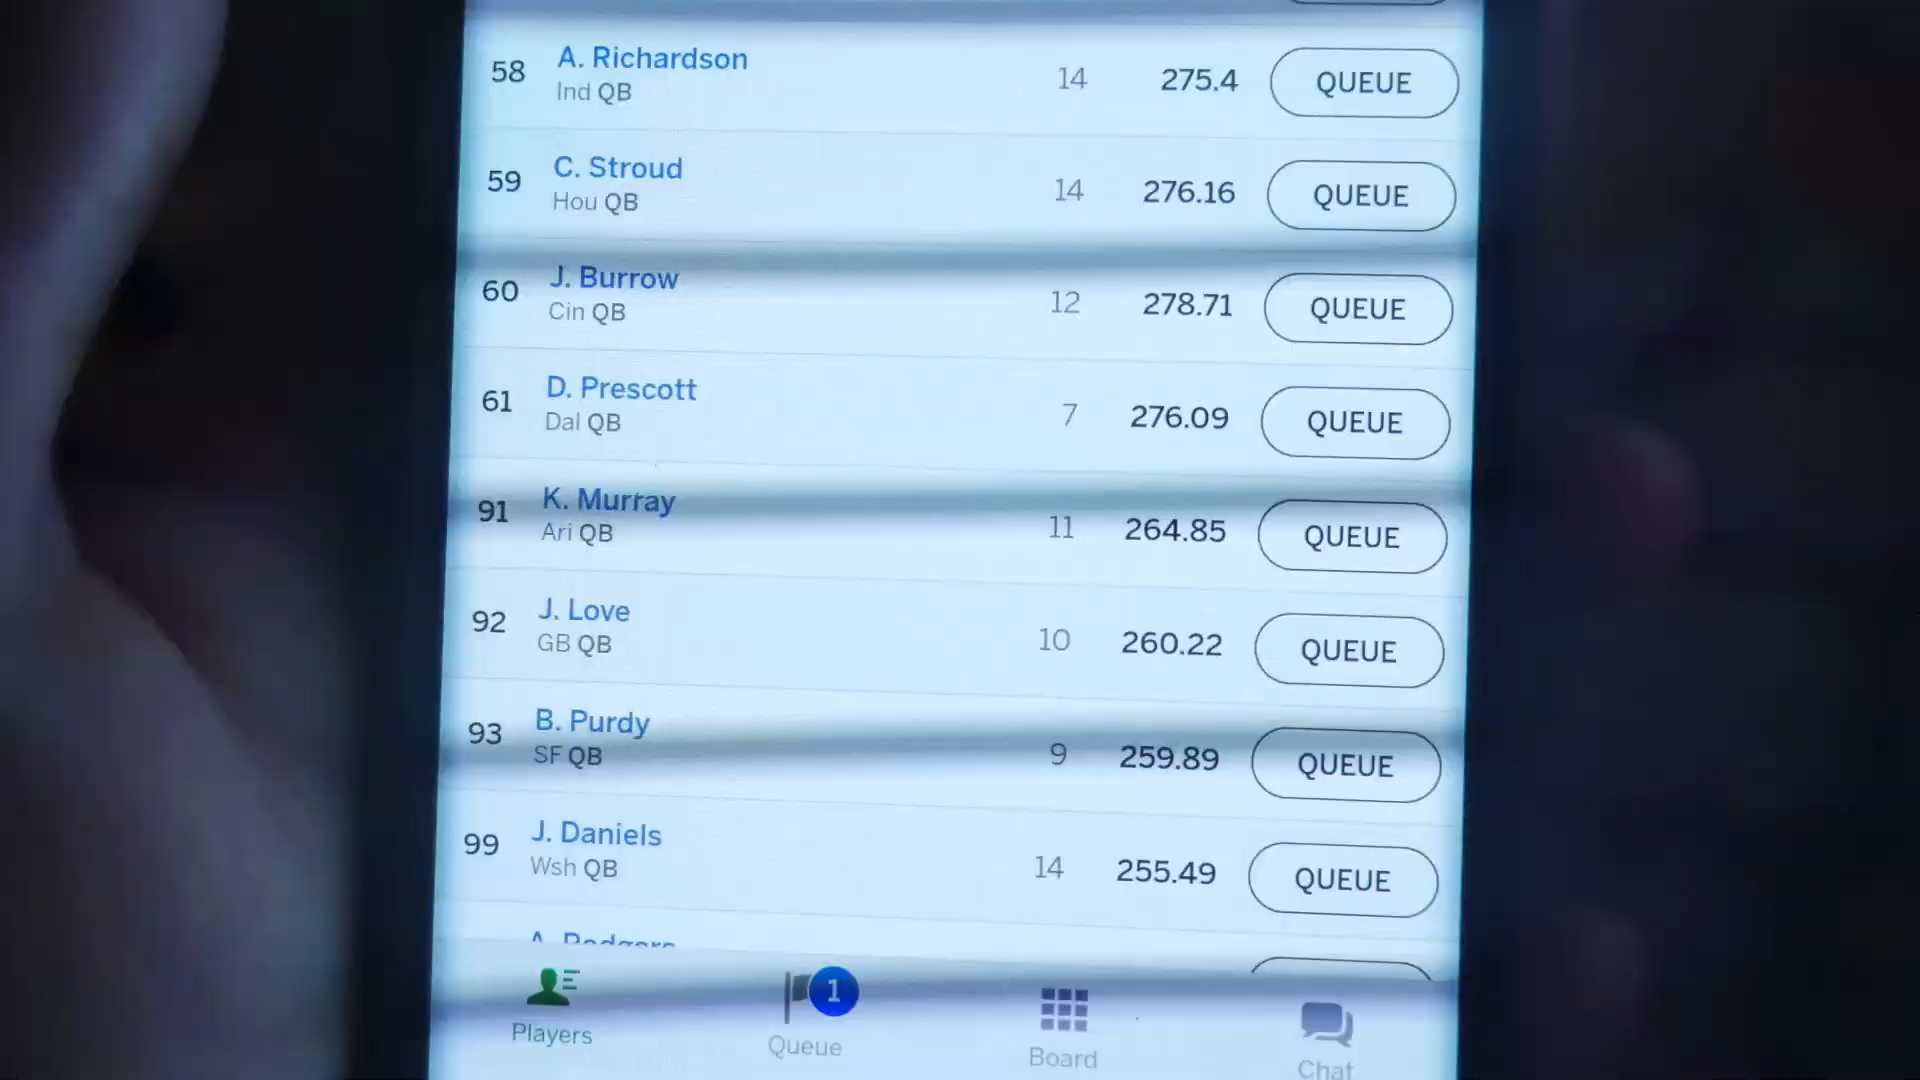 58 A. Richardson 14 275.4 QUEUE
Ind QB
59 C. Stroud 14 276.16 QUEUE
Hou QB
60 J. Burrow 12 278.71 QUEUE
Cin QB
61 D. Prescott 7 276.09 QUEUE
Dal QB
91 K. Murray 11 264.85 QUEUE
Ari QB
92 J. Love 10 260.22 QUEUE
GB QB
93 B. Purdy 9 259.89 QUEUE
SF QB
99 J. Daniels 14 255.49 QUEUE
Wsh QB
A. Rodgers
1
Players Queue Board Chat